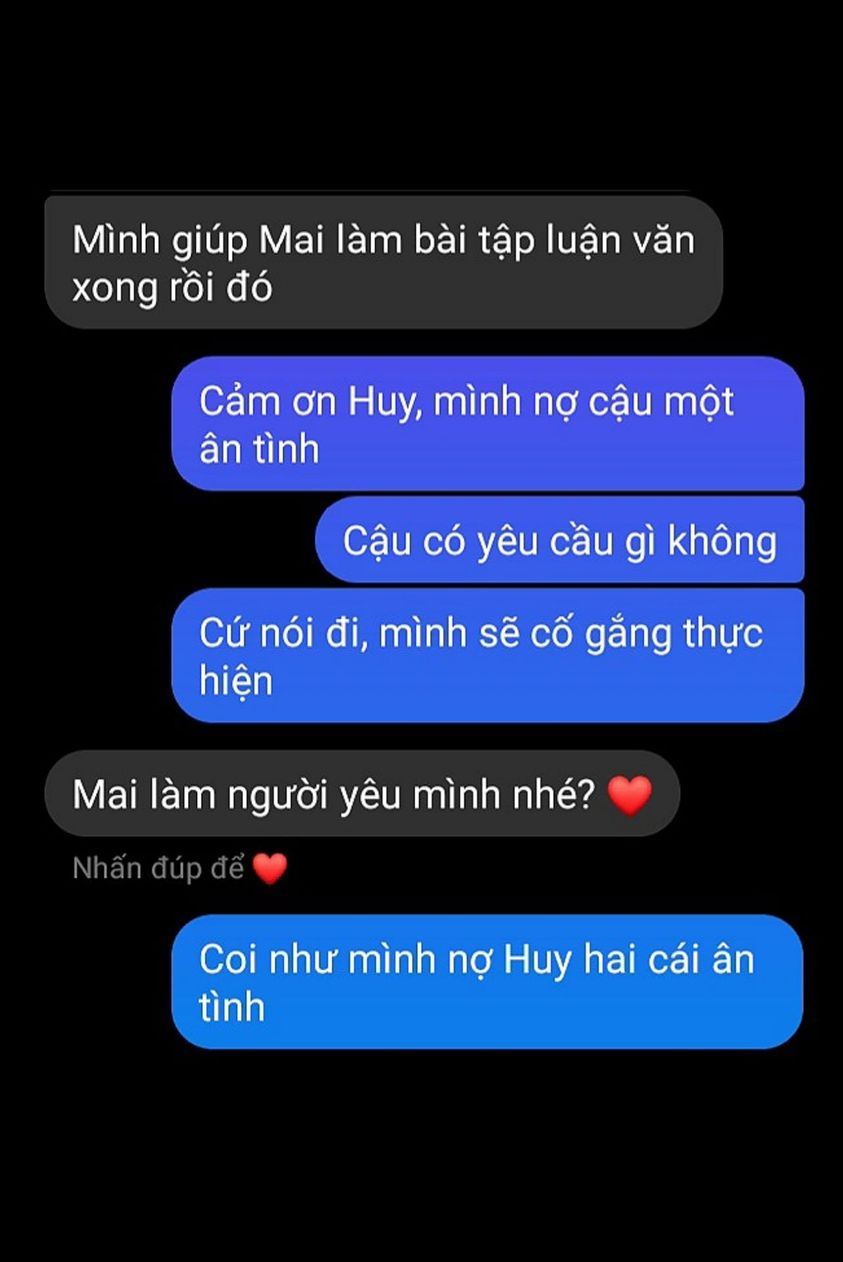 Mình giúp Mai làm bài tập luận văn
xong rồi đó
Cảm ơn Huy, mình nợ cậu một
ân tình
Cậu có yêu cầu gì không
Cứ nói đi, mình sẽ cố gắng thực
hiện
Mai làm người yêu mình nhé? ❤️
Nhấn đúp để ❤️
Coi như mình nợ Huy hai cái ân
tình